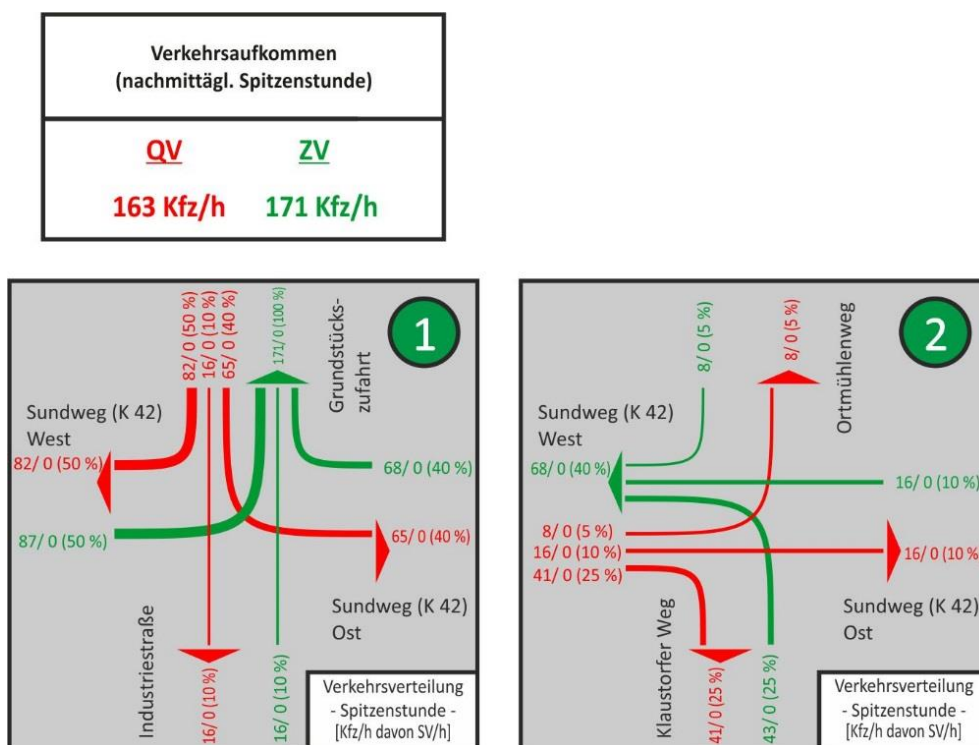 Verkehrsaufkommen
(nachmittägl. Spitzenstunde)
QV ZV
163 Kfz/h 171 Kfz/h
82/ 0 (50 %)
16/ 0 (10 %)
65/ 0 (40 %)
171/ 0 (100 %)
Grundstücks-
zufahrt
1
Sundweg (K 42)
West
82/ 0 (50 %)
68/ 0 (40 %)
87/ 0 (50 %)
65/ 0 (40 %)
Sundweg (K 42)
Ost
Industriestraße
16/ 0 (10 %)
16/ 0 (10 %)
Verkehrsverteilung
- Spitzenstunde -
[Kfz/h davon SV/h]
8/ 0 (5 %)
8/ 0 (5 %)
Ortmühlenweg
2
Sundweg (K 42)
West
68/ 0 (40 %)
16/ 0 (10 %)
8/ 0 (5 %)
16/ 0 (10 %)
41/ 0 (25 %)
16/ 0 (10 %
Sundweg (K 42)
Ost
Klaustorfer Weg
41/ 0 (25 %)
43/ 0 (25 %)
Verkehrsverteilung
- Spitzenstunde -
[Kfz/h davon SV/h]